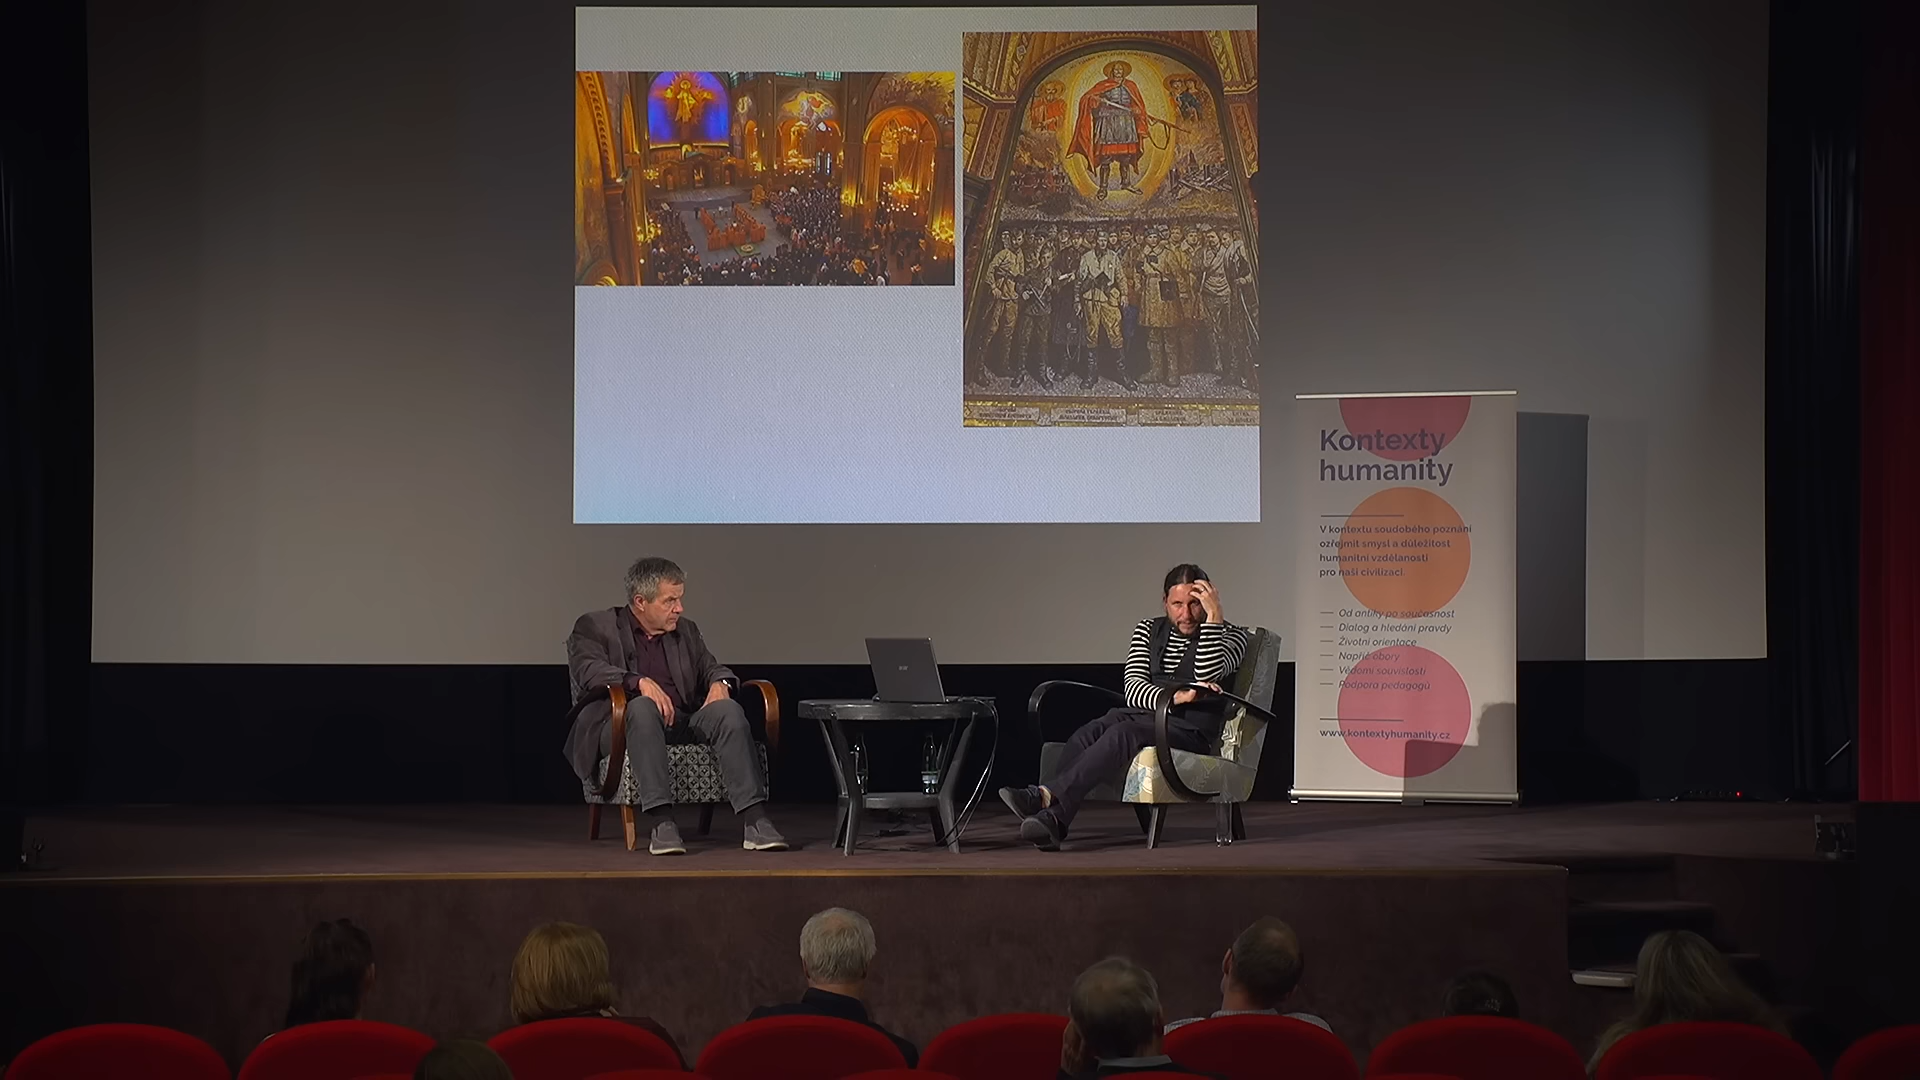 Kontexty
humanity
V kontextu soudobého poznání
ozřejmit smysl a důležitost
humanitní vzdělanosti
pro naši civilizaci.
— Od antiky po současnost
— Dialog a hledání pravdy
— Životní orientace
— Napříč obory
— Vědomí souvislostí
— Podpora pedagogů
www.kontextyhumanity.cz